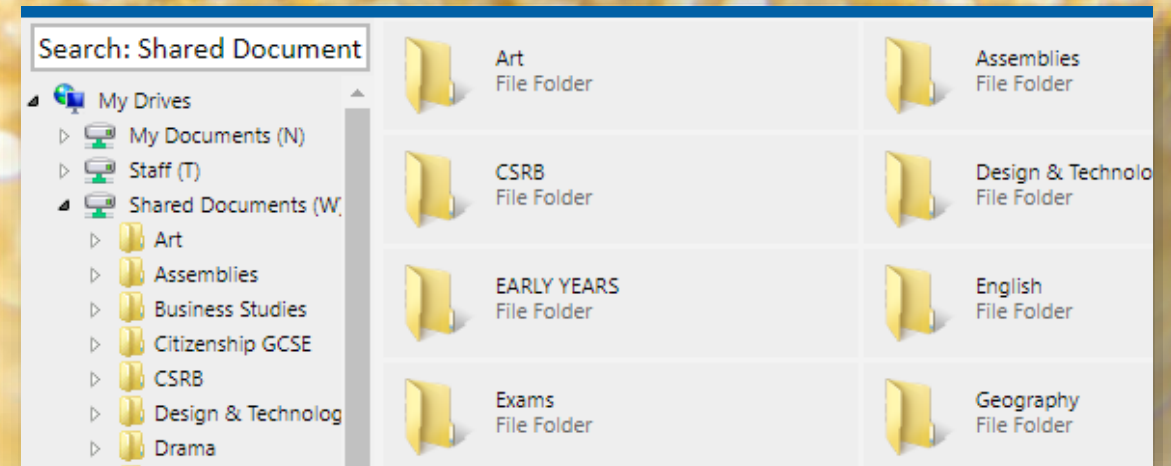 Search: Shared Document
My Drives
My Documents (N)
Staff (T)
Shared Documents (W)
Art
Assemblies
Business Studies
Citizenship GCSE
CSRB
Design & Technolog
Drama
Art
File Folder
Assemblies
File Folder
CSRB
File Folder
Design & Technolo
File Folder
EARLY YEARS
File Folder
English
File Folder
Exams
File Folder
Geography
File Folder